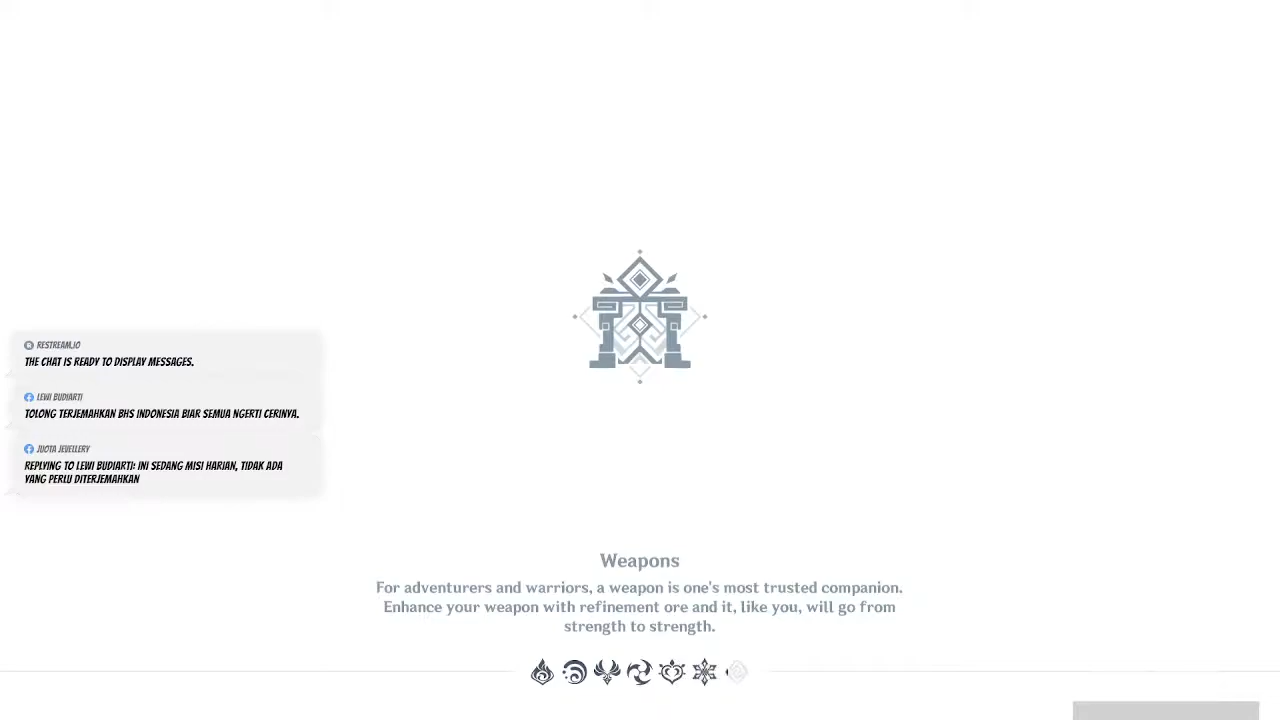 RESTREAM.IO
THE CHAT IS READY TO DISPLAY MESSAGES.
LEWI BUDIARTI
TOLONG TERJEMAHKAN BHS INDONESIA BIAR SEMUA NGERTI CERINYA.
JUOTA JEVELLERY
REPLYING TO LEWI BUDIARTI: INI SEDANG MISI HARIAN, TIDAK ADA
YANG PERLU DITERJEMAHKAN
Weapons
For adventurers and warriors, a weapon is one's most trusted companion.
Enhance your weapon with refinement ore and it, like you, will go from
strength to strength.